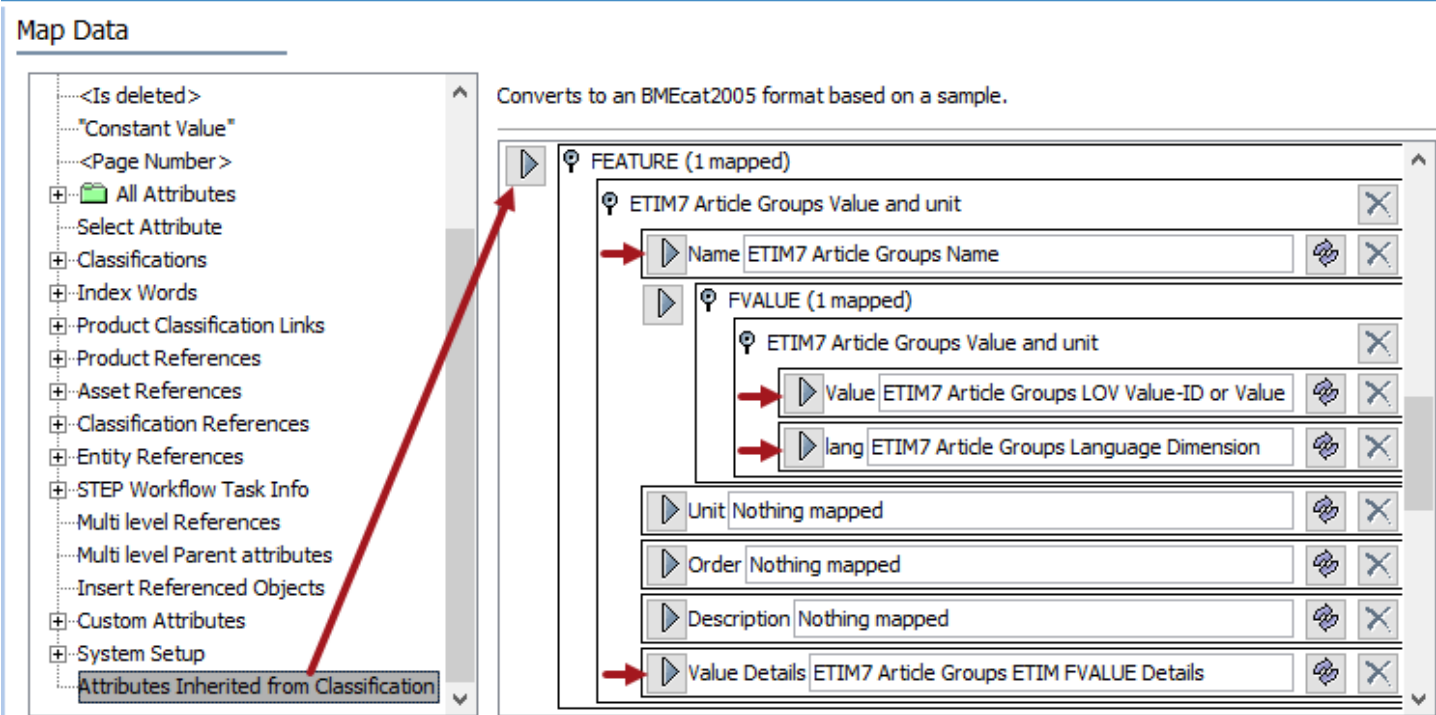 Map Data
<Is deleted>
"Constant Value"
<Page Number>
All Attributes
Select Attribute
Classifications
Index Words
Product Classification Links
Product References
Asset References
Classification References
Entity References
STEP Workflow Task Info
Multi level References
Multi level Parent attributes
Insert Referenced Objects
Custom Attributes
System Setup
Attributes Inherited from Classification
Converts to an BMEcat2005 format based on a sample.
FEATURE (1 mapped)
ETIM7 Article Groups Value and unit
Name ETIM7 Article Groups Name
FVALUE (1 mapped)
ETIM7 Article Groups Value and unit
Value ETIM7 Article Groups LOV Value-ID or Value
lang ETIM7 Article Groups Language Dimension
Unit Nothing mapped
Order Nothing mapped
Description Nothing mapped
Value Details ETIM7 Article Groups ETIM FVALUE Details